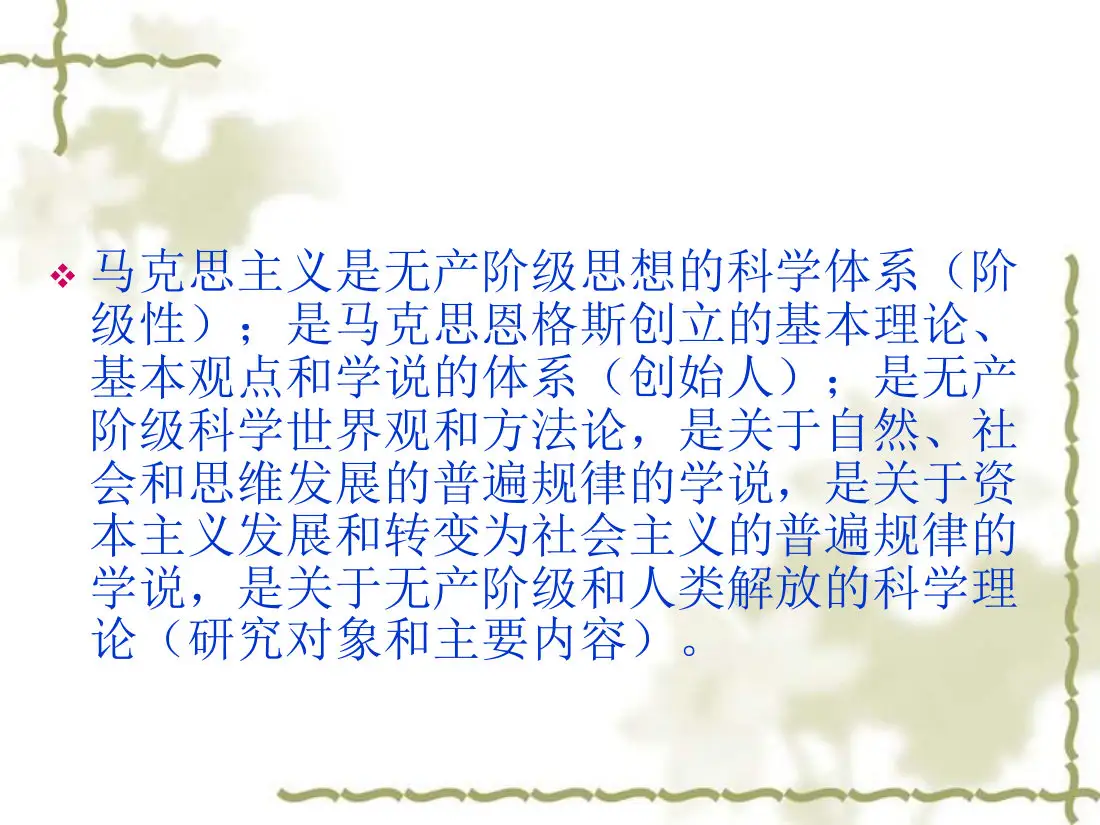 马克思主义是无产阶级思想的科学体系（阶
级性）；是马克思恩格斯创立的基本理论、
基本观点和学说的体系（创始人）；是无产
阶级科学世界观和方法论，是关于自然、社
会和思维发展的普遍规律的学说，是关于资
本主义发展和转变为社会主义的普遍规律的
学说，是关于无产阶级和人类解放的科学理
论（研究对象和主要内容）。